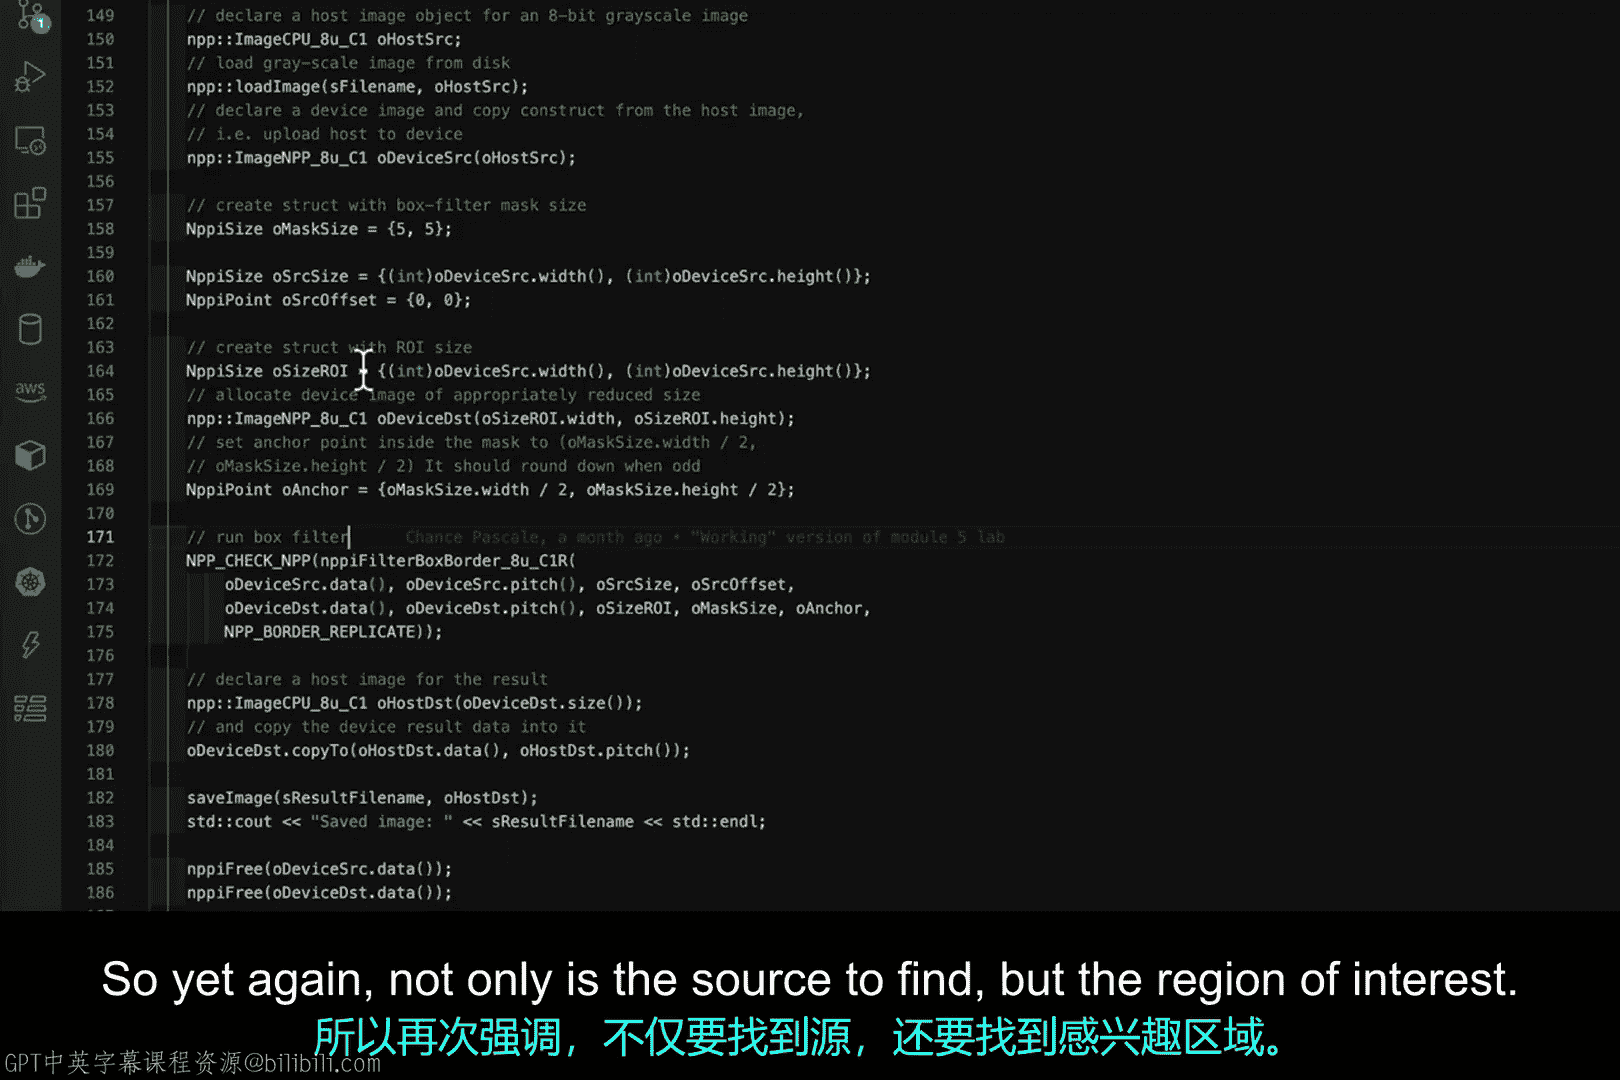 1
149 // declare a host image object for an 8-bit grayscale image
150 npp::ImageCPU_8u_C1 oHostSrc;
151 // load gray-scale image from disk
152 npp::loadImage(sFilename, oHostSrc);
153 // declare a device image and copy construct from the host image,
154 // i.e. upload host to device
155 npp::ImageNPP_8u_C1 oDeviceSrc(oHostSrc);
156
157 // create struct with box-filter mask size
158 NppiSize oMaskSize = {5, 5};
159
160 NppiSize oSrcSize = {(int)oDeviceSrc.width(), (int)oDeviceSrc.height()};
161 NppiPoint oSrcOffset = {0, 0};
162
163 // create struct with ROI size
164 NppiSize oSizeROI = {(int)oDeviceSrc.width(), (int)oDeviceSrc.height()};
165 // allocate device image of appropriately reduced size
166 npp::ImageNPP_8u_C1 oDeviceDst(oSizeROI.width, oSizeROI.height);
167 // set anchor point inside the mask to (oMaskSize.width / 2,
168 // oMaskSize.height / 2) It should round down when odd
169 NppiPoint oAnchor = {oMaskSize.width / 2, oMaskSize.height / 2};
170
171 // run box filter Chance Pascale, a month ago • "Working" version of module 5 lab
172 NPP_CHECK_NPP(nppiFilterBoxBorder_8u_C1R(
173 oDeviceSrc.data(), oDeviceSrc.pitch(), oSrcSize, oSrcOffset,
174 oDeviceDst.data(), oDeviceDst.pitch(), oSizeROI, oMaskSize, oAnchor,
175 NPP_BORDER_REPLICATE));
176
177 // declare a host image for the result
178 npp::ImageCPU_8u_C1 oHostDst(oDeviceDst.size());
179 // and copy the device result data into it
180 oDeviceDst.copyTo(oHostDst.data(), oHostDst.pitch());
181
182 saveImage(sResultFilename, oHostDst);
183 std::cout << "Saved image: " << sResultFilename << std::endl;
184
185 nppiFree(oDeviceSrc.data());
186 nppiFree(oDeviceDst.data());
aws
So yet again, not only is the source to find, but the region of interest.
所以再次强调，不仅要找到源，还要找到感兴趣区域。
GPT中英字幕课程资源@bilibili.com